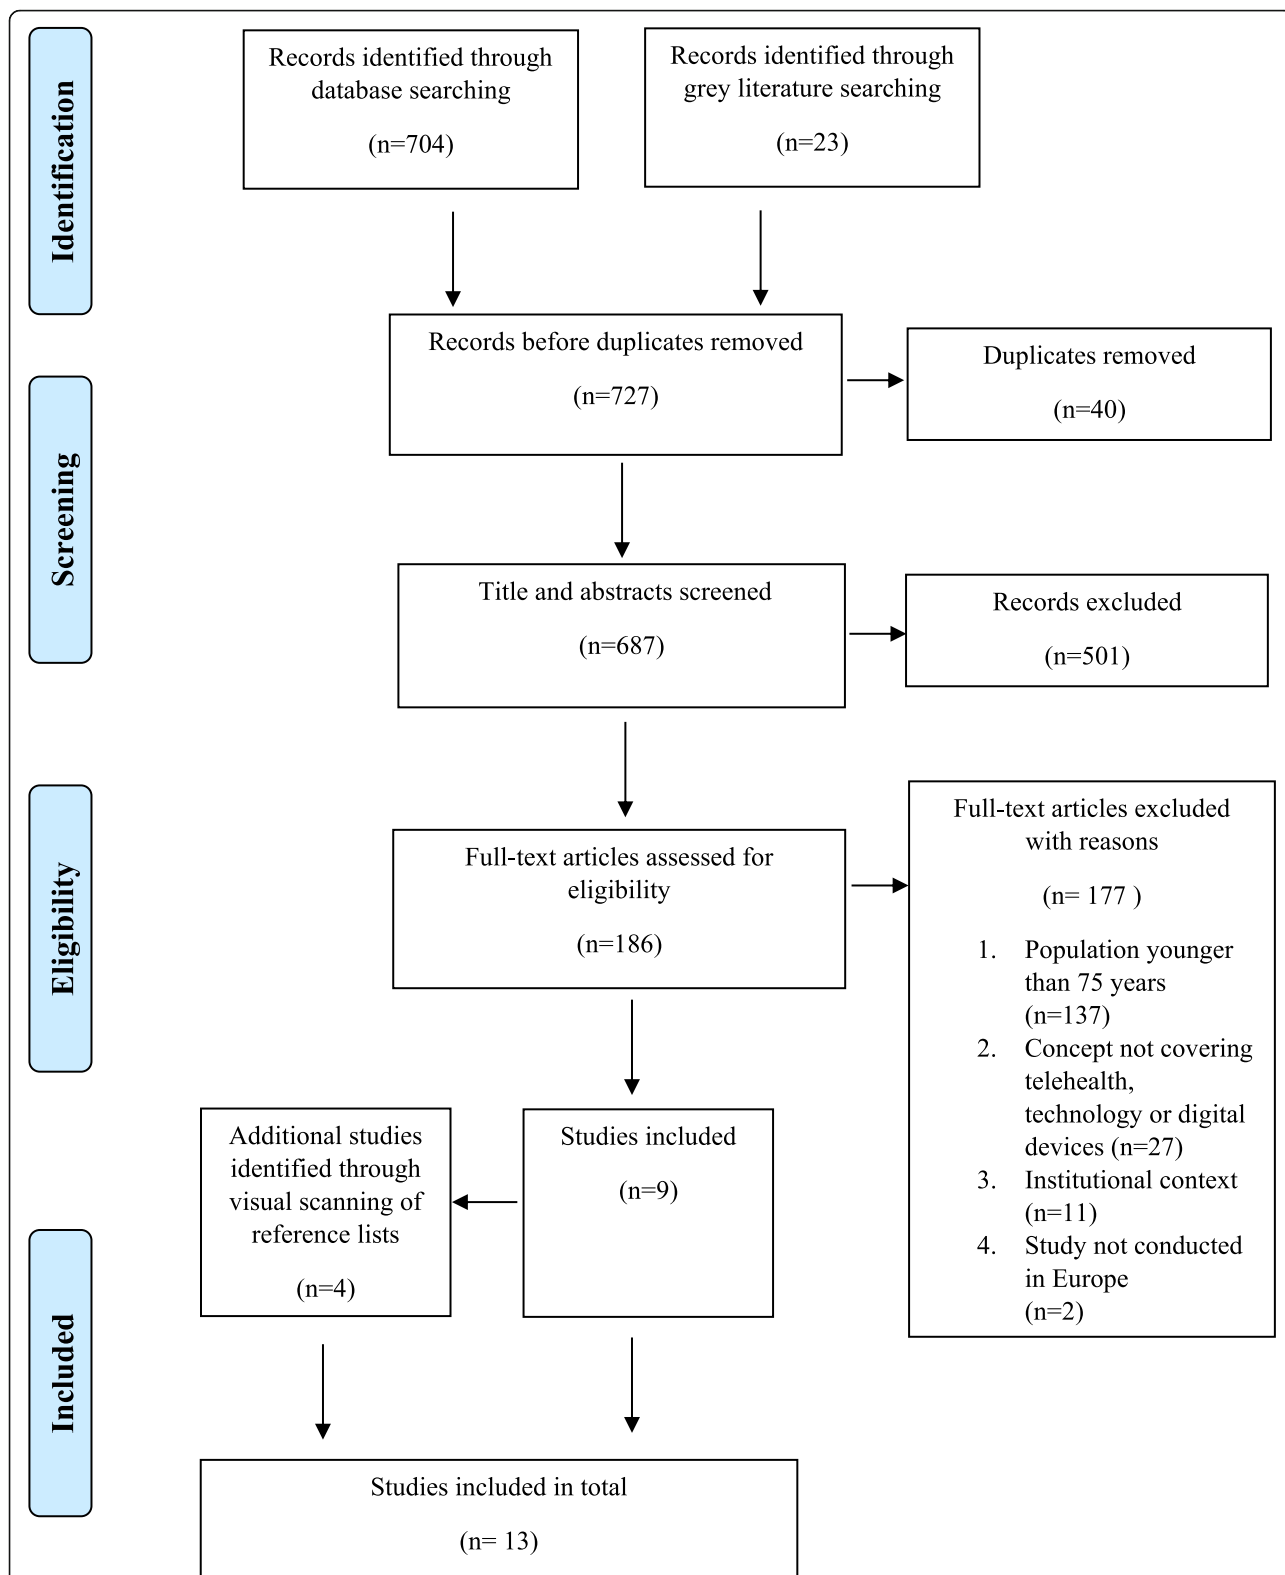 Identification
Records identified through
database searching
(n=704)
Records identified through
grey literature searching
(n=23)
Records before duplicates removed
(n=727)
Duplicates removed
(n=40)
Screening
Title and abstracts screened
(n=687)
Records excluded
(n=501)
Eligibility
Full-text articles assessed for
eligibility
(n=186)
Full-text articles excluded
with reasons
(n= 177 )
1. Population younger
than 75 years
(n=137)
2. Concept not covering
telehealth,
technology or digital
devices (n=27)
3. Institutional context
(n=11)
4. Study not conducted
in Europe
(n=2)
Additional studies
identified through
visual scanning of
reference lists
(n=4)
Studies included
(n=9)
Included
Studies included in total
(n= 13)